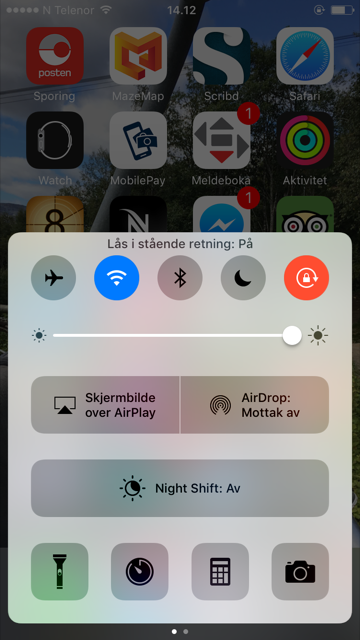 N Telenor 14.12
posten
Sporing MazeMap Scribd Safari
1
Watch MobilePay Meldeboka Aktivitet
8 N 1
Lås i stående retning: På
Skjermbilde
over AirPlay
AirDrop:
Mottak av
Night Shift: Av